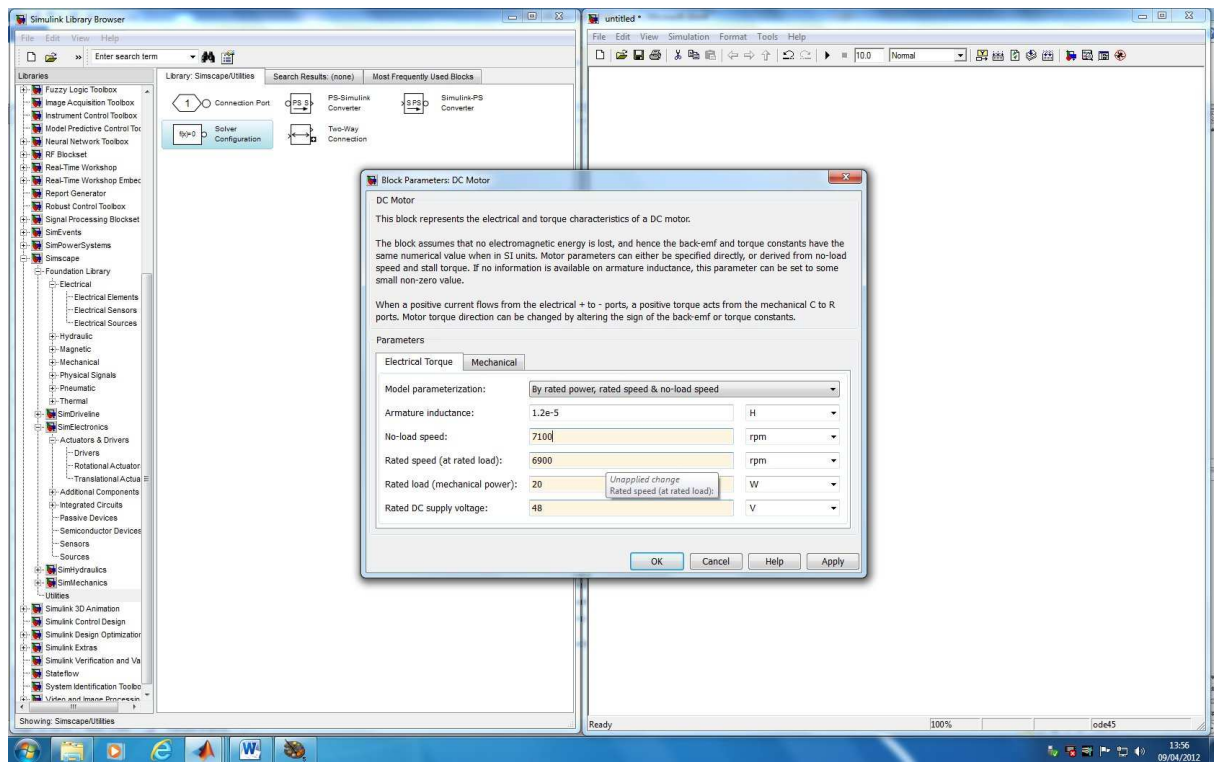 Simulink Library Browser
File Edit View Help
» Enter search term
Libraries
Library: Simscape/Utilities Search Results: (none) Most Frequently Used Blocks
Fuzzy Logic Toolbox
Image Acquisition Toolbox
Instrument Control Toolbox
Model Predictive Control Too
Neural Network Toolbox
RF Blockset
Real-Time Workshop
Real-Time Workshop Embec
Report Generator
Robust Control Toolbox
Signal Processing Blockset
SimEvents
SimPowerSystems
Simscape
Foundation Library
Electrical
Electrical Elements
Electrical Sensors
Electrical Sources
Hydraulic
Magnetic
Mechanical
Physical Signals
Pneumatic
Thermal
SimDriveline
SimElectronics
Actuators & Drivers
Drivers
Rotational Actuator
Translational Actua
Additional Components
Integrated Circuits
Passive Devices
Semiconductor Devices
Sensors
Sources
SimHydraulics
SimMechanics
Utilities
Simulink 3D Animation
Simulink Control Design
Simulink Design Optimization
Simulink Extras
Simulink Verification and Va
Stateflow
System Identification Toolbo
Video and Image Processin
Showing: Simscape/Utilities
1 Connection Port
PS S PS-Simulink
Converter
S PS Simulink-PS
Converter
f(x)=0 Solver
Configuration
Two-Way
Connection
untitled *
File Edit View Simulation Format Tools Help
10.0 Normal
Block Parameters: DC Motor
DC Motor
This block represents the electrical and torque characteristics of a DC motor.
The block assumes that no electromagnetic energy is lost, and hence the back-emf and torque constants have the
same numerical value when in SI units. Motor parameters can either be specified directly, or derived from no-load
speed and stall torque. If no information is available on armature inductance, this parameter can be set to some
small non-zero value.
When a positive current flows from the electrical + to - ports, a positive torque acts from the mechanical C to R
ports. Motor torque direction can be changed by altering the sign of the back-emf or torque constants.
Parameters
Electrical Torque Mechanical
Model parameterization: By rated power, rated speed & no-load speed
Armature inductance: 1.2e-5 H
No-load speed: 7100 rpm
Rated speed (at rated load): 6900 rpm
Rated load (mechanical power): 20 W
Unapplied change
Rated speed (at rated load):
Rated DC supply voltage: 48 V
OK Cancel Help Apply
Ready 100% ode45
13:56
09/04/2012